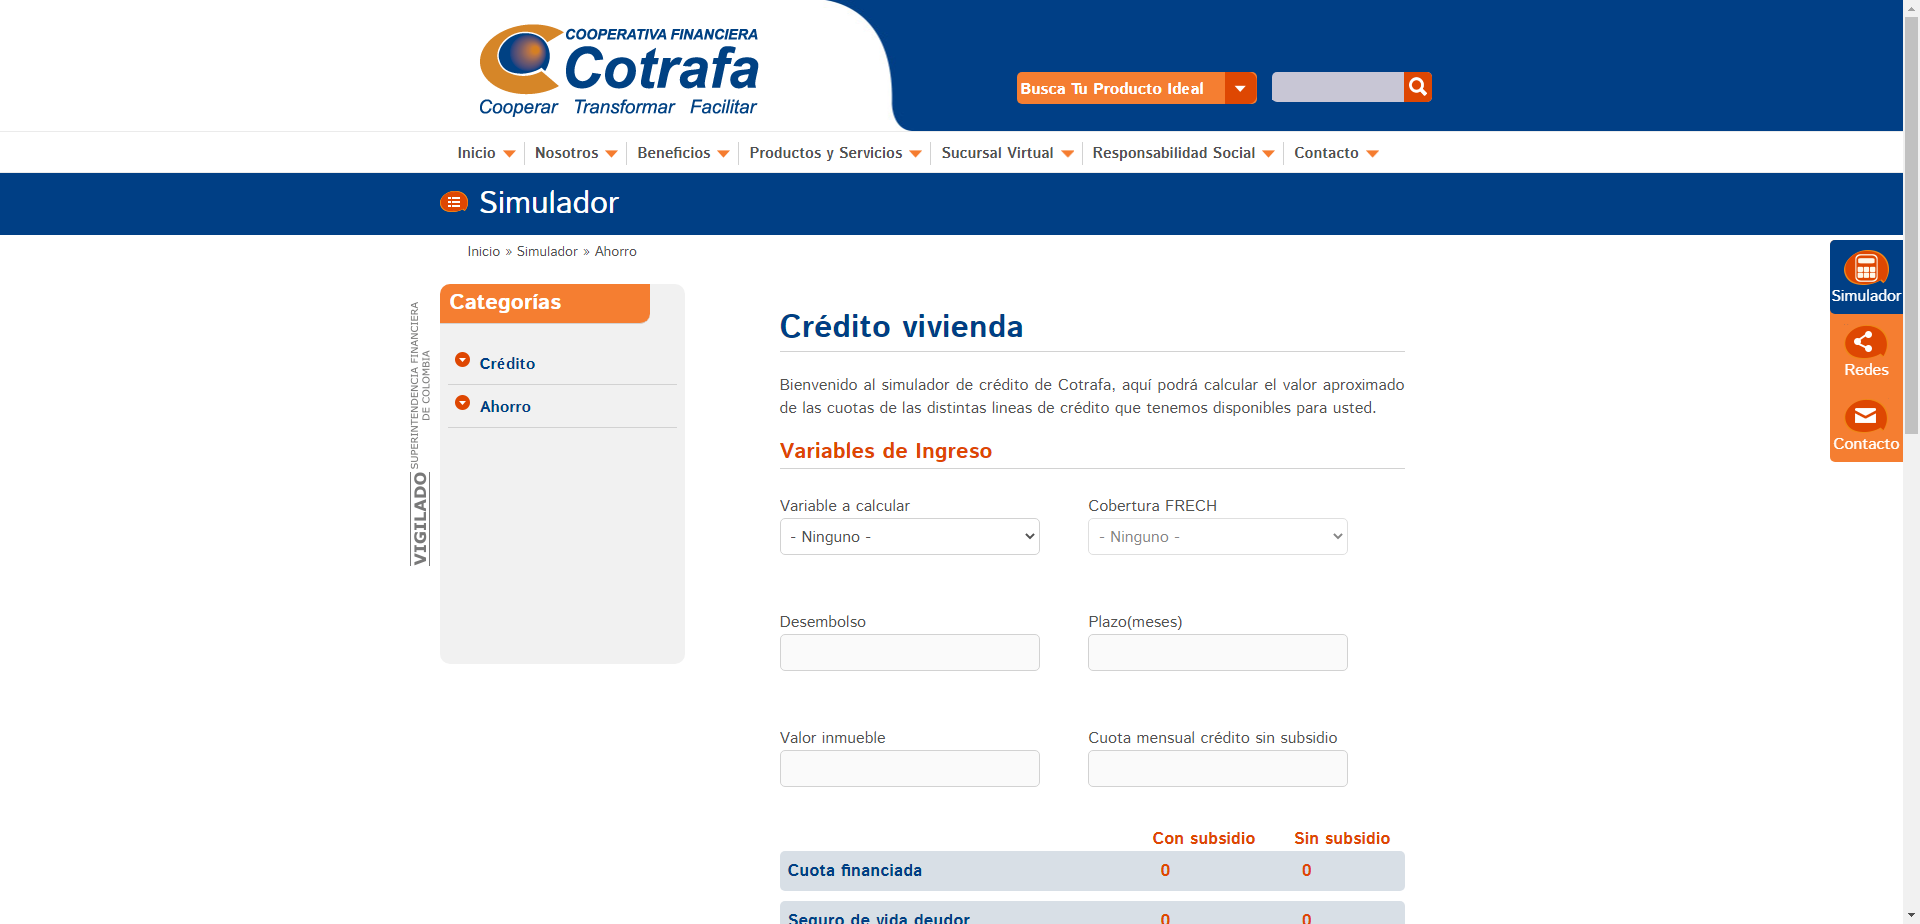 COOPERATIVA FINANCIERA
Cotrafa
Cooperar Transformar Facilitar
Busca Tu Producto Ideal
Inicio Nosotros Beneficios Productos y Servicios Sucursal Virtual Responsabilidad Social Contacto
Simulador
Inicio » Simulador » Ahorro
VIGILADO SUPERINTENDENCIA FINANCIERA
DE COLOMBIA
Categorías
Crédito
Ahorro
Crédito vivienda
Bienvenido al simulador de crédito de Cotrafa, aquí podrá calcular el valor aproximado
de las cuotas de las distintas lineas de crédito que tenemos disponibles para usted.
Variables de Ingreso
Variable a calcular Cobertura FRECH
- Ninguno - - Ninguno -
Desembolso Plazo(meses)
Valor inmueble Cuota mensual crédito sin subsidio
Con subsidio Sin subsidio
Cuota financiada 0 0
Seguro de vida deudor 0 0
Simulador
Redes
Contacto